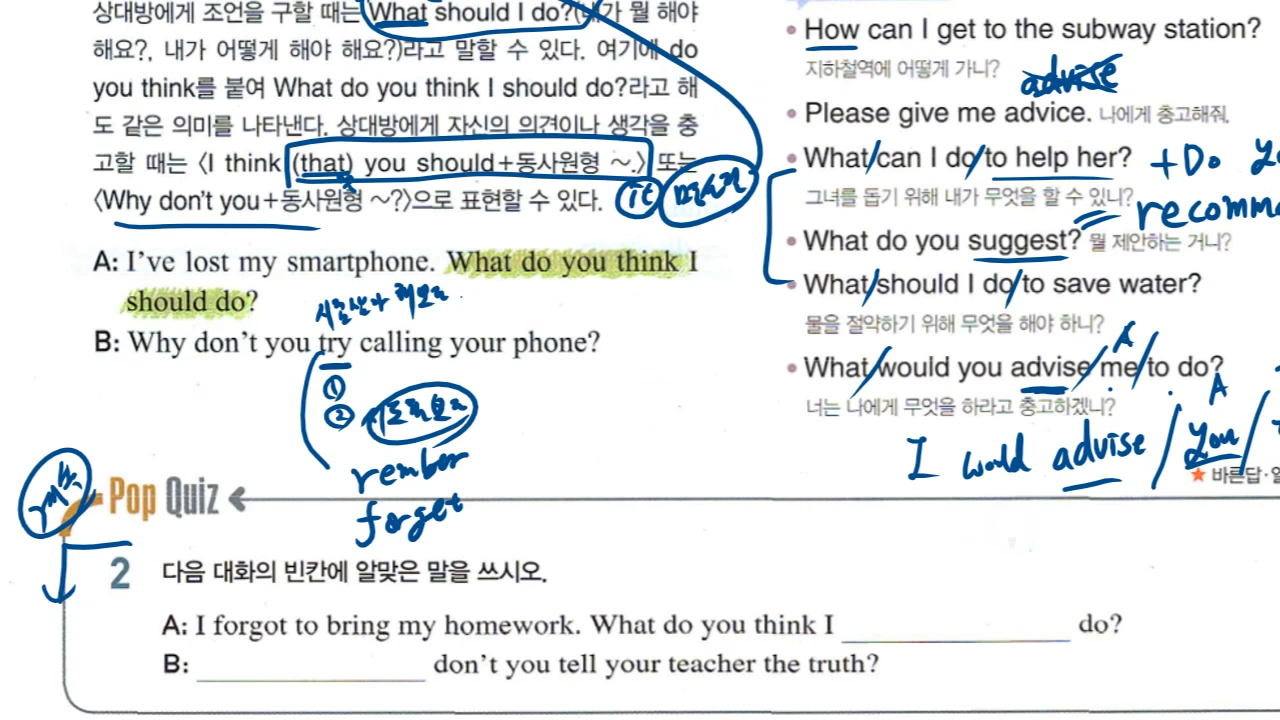 상대방에게 조언을 구할 때는 What should I do?(내가 뭘 해야
해요?, 내가 어떻게 해야 해요?)라고 말할 수 있다. 여기에 do
you think를 붙여 What do you think I should do?라고 해
도 같은 의미를 나타낸다. 상대방에게 자신의 의견이나 생각을 충
고할 때는 〈I think (that) you should+동사원형 ~.〉 또는
〈Why don't you+동사원형 ~?〉으로 표현할 수 있다.
it
A: I've lost my smartphone. What do you think I
should do?
B: Why don't you try calling your phone?
①
②
rember
forget
• How can I get to the subway station?
지하철역에 어떻게 가니?
advise
• Please give me advice. 나에게 충고해줘.
• What/can I do/to help her? + Do
그녀를 돕기 위해 내가 무엇을 할 수 있니?
• What do you suggest? 뭘 제안하는 거니?
• What/should I do/to save water?
물을 절약하기 위해 무엇을 해야 하니?
A
• What/would you advise/me/to do?
너는 나에게 무엇을 하라고 충고하겠니?
A
I would advise / you /
★ 바른답·알
Pop Quiz
2 다음 대화의 빈칸에 알맞은 말을 쓰시오.
A: I forgot to bring my homework. What do you think I ____________ do?
B: ____________ don't you tell your teacher the truth?